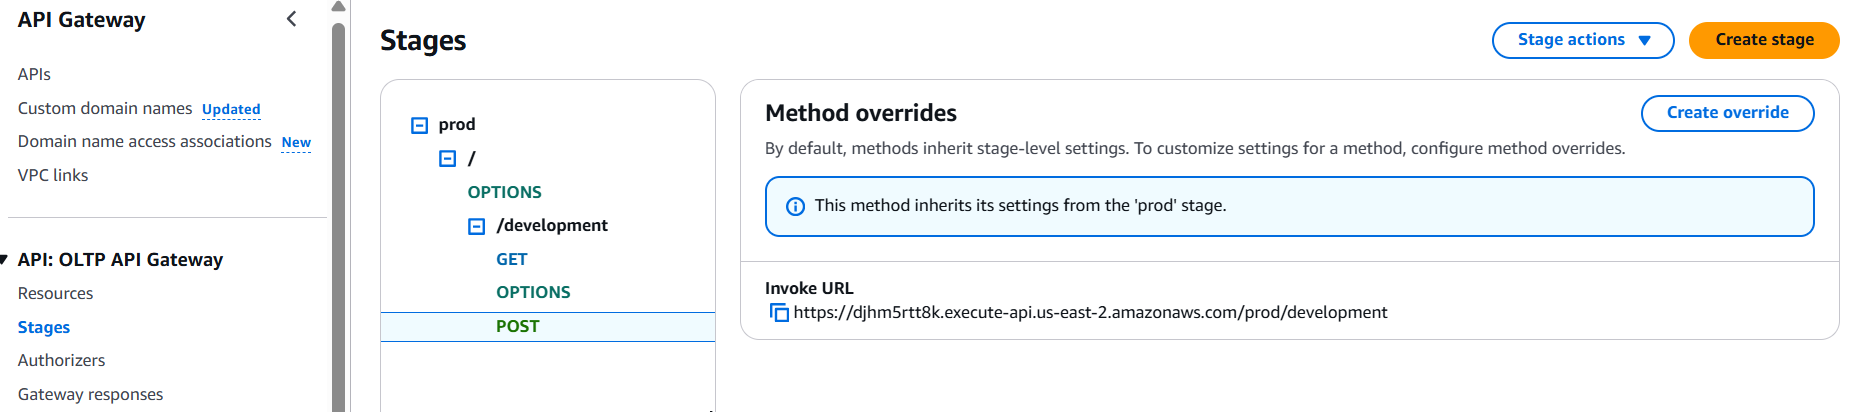 API Gateway
APIs
Custom domain names Updated
Domain name access associations New
VPC links
API: OLTP API Gateway
Resources
Stages
Authorizers
Gateway responses
Stages
Stage actions
Create stage
prod
/
OPTIONS
/development
GET
OPTIONS
POST
Method overrides
Create override
By default, methods inherit stage-level settings. To customize settings for a method, configure method overrides.
This method inherits its settings from the 'prod' stage.
Invoke URL
https://djhm5rtt8k.execute-api.us-east-2.amazonaws.com/prod/development